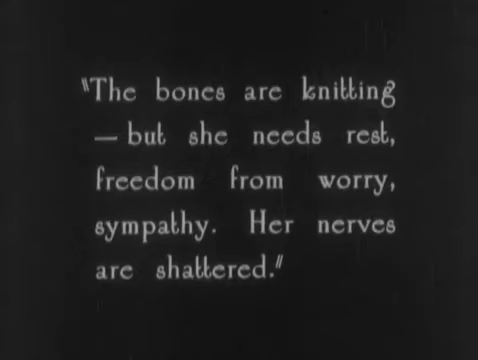 "The bones are knitting
— but she needs rest,
freedom from worry,
sympathy. Her nerves
are shattered."